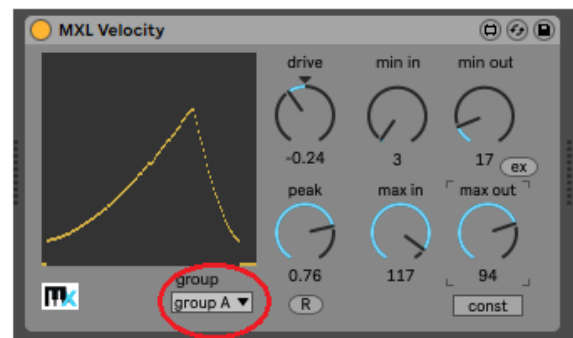 MXL Velocity
drive min in min out
-0.24 3 17 ex
peak max in max out
0.76 117 94
group
group A
R const
mx